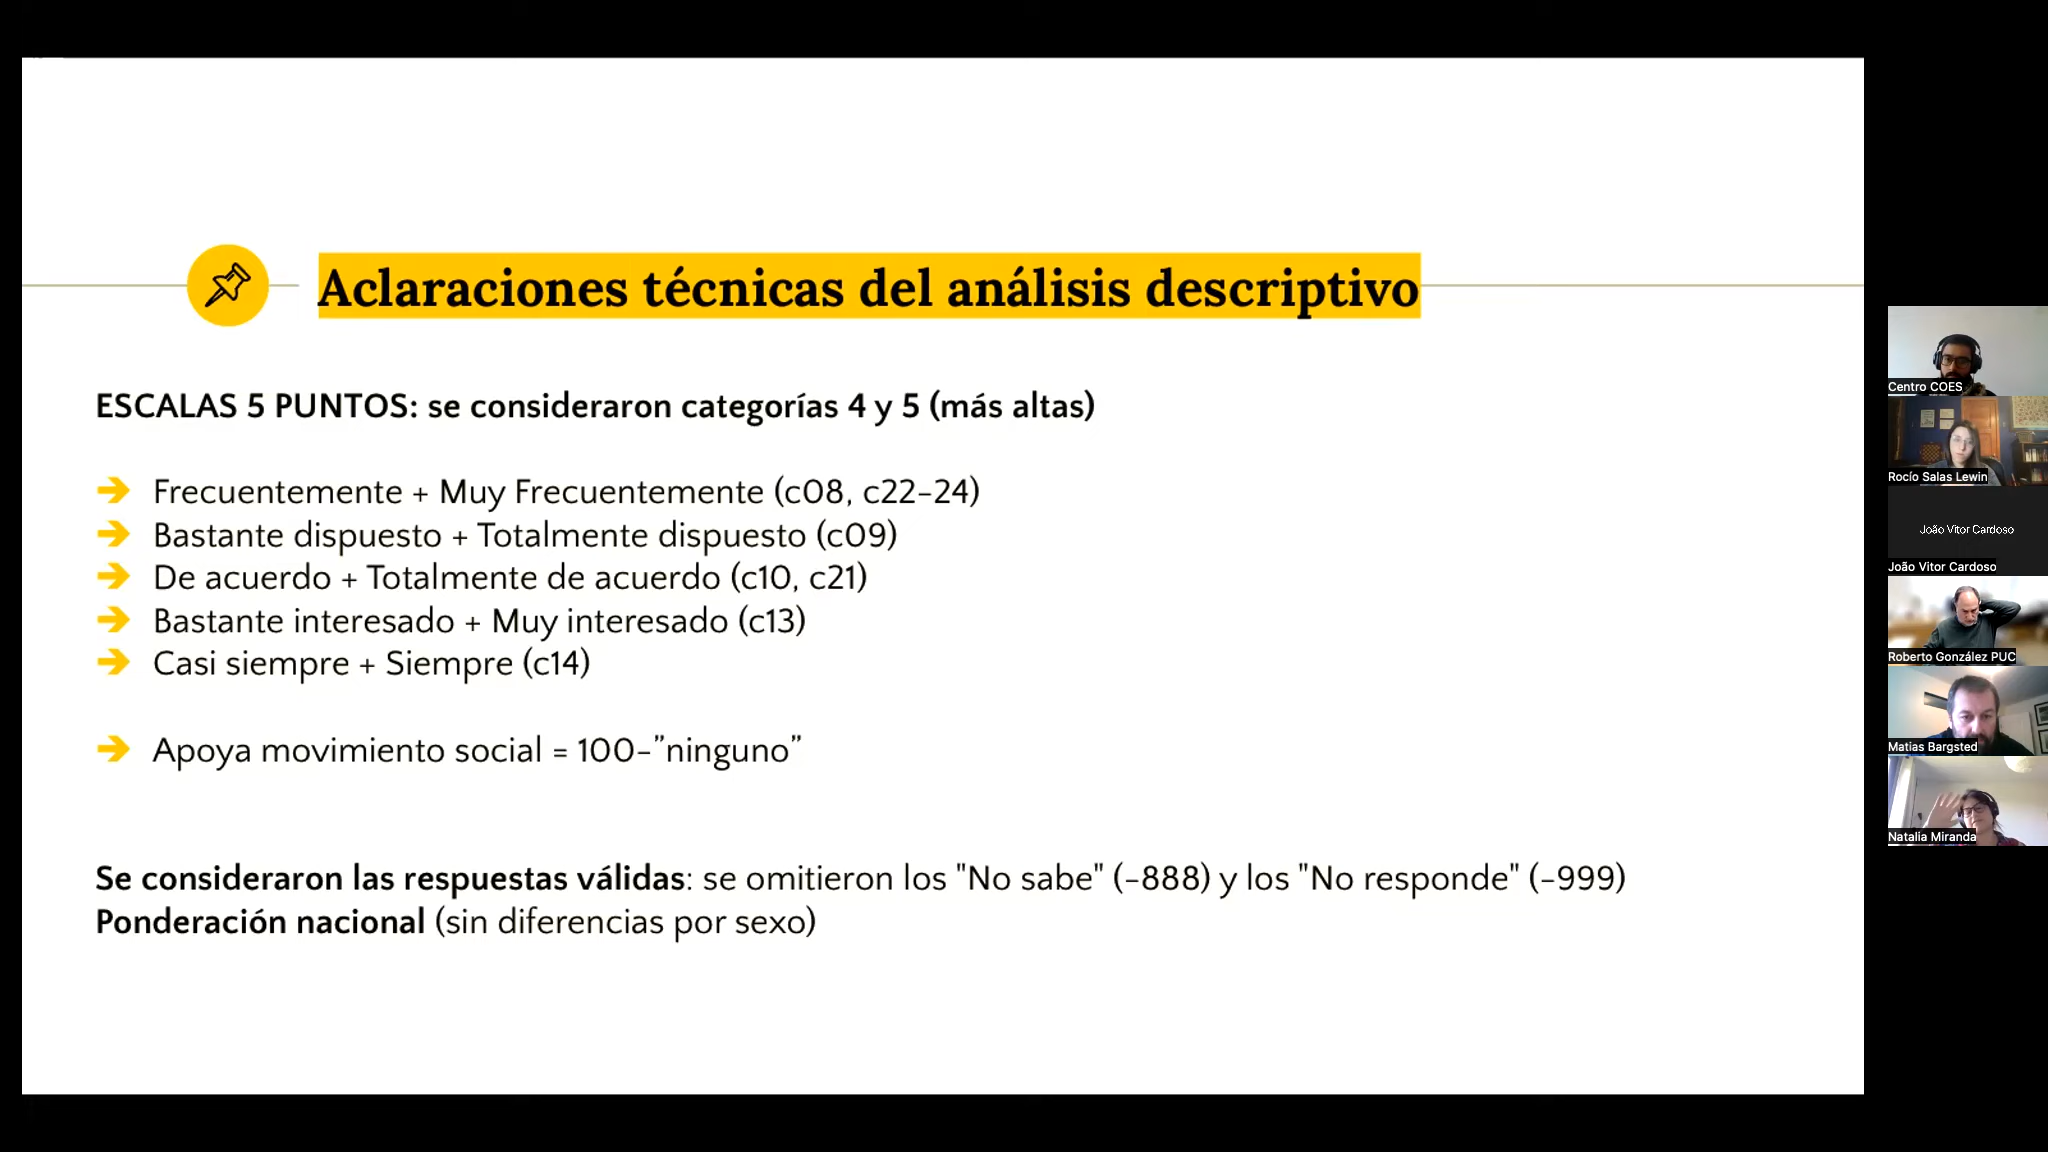 Aclaraciones técnicas del análisis descriptivo
ESCALAS 5 PUNTOS: se consideraron categorías 4 y 5 (más altas)
➔ Frecuentemente + Muy Frecuentemente (c08, c22-24)
➔ Bastante dispuesto + Totalmente dispuesto (c09)
➔ De acuerdo + Totalmente de acuerdo (c10, c21)
➔ Bastante interesado + Muy interesado (c13)
➔ Casi siempre + Siempre (c14)
➔ Apoya movimiento social = 100-”ninguno”
Se consideraron las respuestas válidas: se omitieron los "No sabe" (-888) y los "No responde" (-999)
Ponderación nacional (sin diferencias por sexo)
Centro COES
Rocío Salas Lewin
João Vitor Cardoso
João Vitor Cardoso
Roberto González PUC
Matias Bargsted
Natalia Miranda